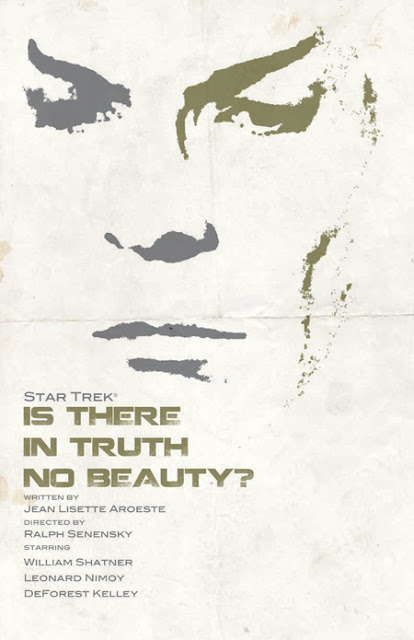 STAR TREK®
IS THERE
IN TRUTH
NO BEAUTY?
WRITTEN BY
JEAN LISETTE AROESTE
DIRECTED BY
RALPH SENENSKY
STARRING
WILLIAM SHATNER
LEONARD NIMOY
DEFOREST KELLEY